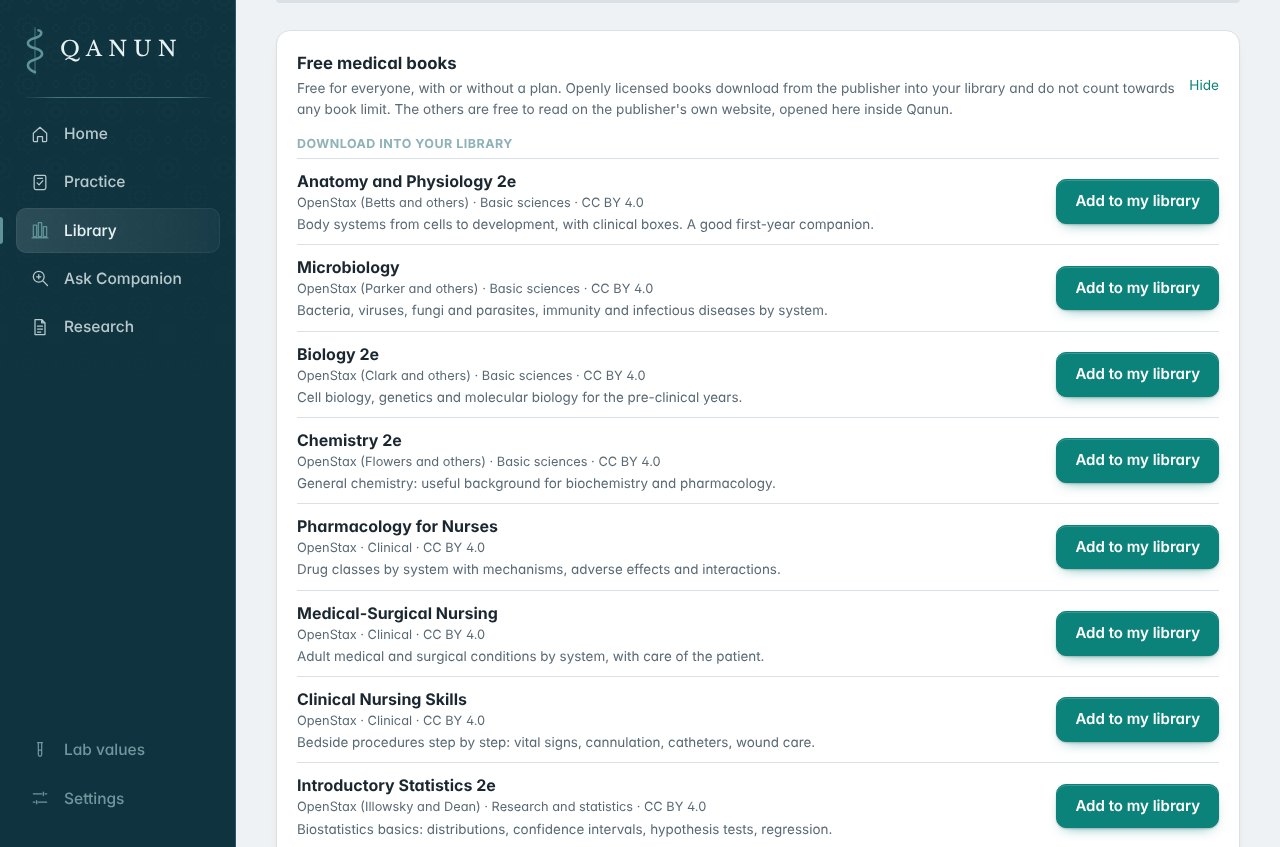 QANUN
Home
Practice
Library
Ask Companion
Research
Lab values
Settings
Free medical books
Free for everyone, with or without a plan. Openly licensed books download from the publisher into your library and do not count towards
any book limit. The others are free to read on the publisher's own website, opened here inside Qanun.
Hide
DOWNLOAD INTO YOUR LIBRARY
Anatomy and Physiology 2e
OpenStax (Betts and others) · Basic sciences · CC BY 4.0
Body systems from cells to development, with clinical boxes. A good first-year companion.
Add to my library
Microbiology
OpenStax (Parker and others) · Basic sciences · CC BY 4.0
Bacteria, viruses, fungi and parasites, immunity and infectious diseases by system.
Add to my library
Biology 2e
OpenStax (Clark and others) · Basic sciences · CC BY 4.0
Cell biology, genetics and molecular biology for the pre-clinical years.
Add to my library
Chemistry 2e
OpenStax (Flowers and others) · Basic sciences · CC BY 4.0
General chemistry: useful background for biochemistry and pharmacology.
Add to my library
Pharmacology for Nurses
OpenStax · Clinical · CC BY 4.0
Drug classes by system with mechanisms, adverse effects and interactions.
Add to my library
Medical-Surgical Nursing
OpenStax · Clinical · CC BY 4.0
Adult medical and surgical conditions by system, with care of the patient.
Add to my library
Clinical Nursing Skills
OpenStax · Clinical · CC BY 4.0
Bedside procedures step by step: vital signs, cannulation, catheters, wound care.
Add to my library
Introductory Statistics 2e
OpenStax (Illowsky and Dean) · Research and statistics · CC BY 4.0
Biostatistics basics: distributions, confidence intervals, hypothesis tests, regression.
Add to my library